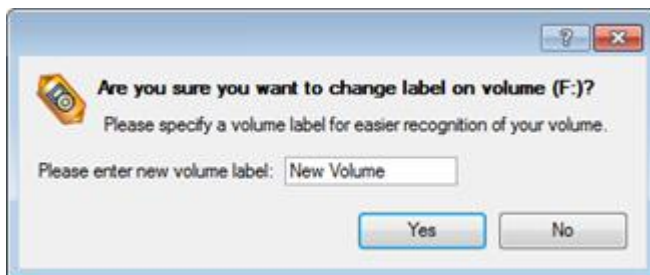 ?
Are you sure you want to change label on volume (F:)?
Please specify a volume label for easier recognition of your volume.
Please enter new volume label: New Volume
Yes No